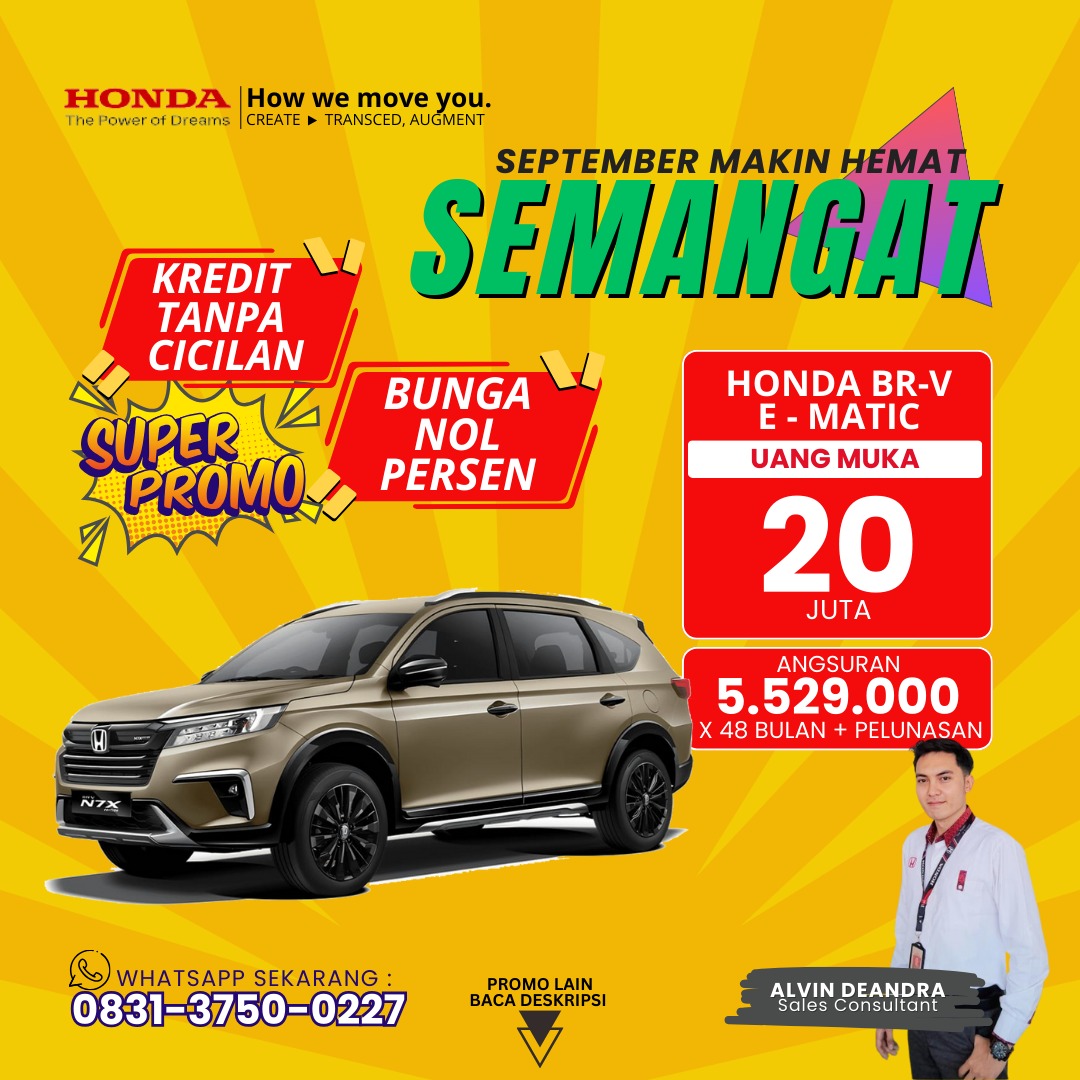 HONDA
The Power of Dreams
How we move you.
CREATE ► TRANSCED, AUGMENT
SEPTEMBER MAKIN HEMAT
SEMANGAT
KREDIT
TANPA
CICILAN
BUNGA
NOL
PERSEN
SUPER
PROMO
HONDA BR-V
E - MATIC
UANG MUKA
20
JUTA
ANGSURAN
5.529.000
X 48 BULAN + PELUNASAN
N7X
WHATSAPP SEKARANG :
0831-3750-0227
PROMO LAIN
BACA DESKRIPSI
HONDA
ALVIN DEANDRA
Sales Consultant